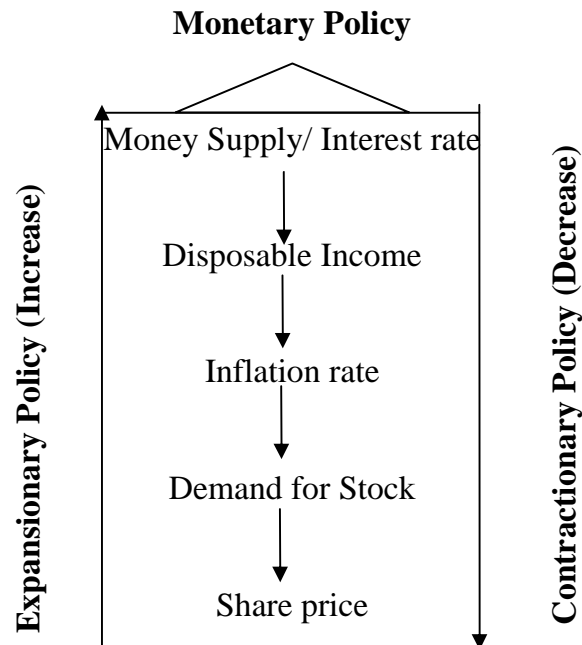 Monetary Policy
Money Supply/ Interest rate
Disposable Income
Inflation rate
Demand for Stock
Share price
Expansionary Policy (Increase)
Contractionary Policy (Decrease)